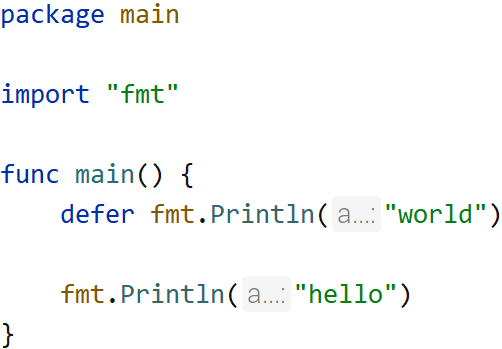 package main
import "fmt"
func main() {
defer fmt.Println(a...: "world")
fmt.Println(a...: "hello")
}